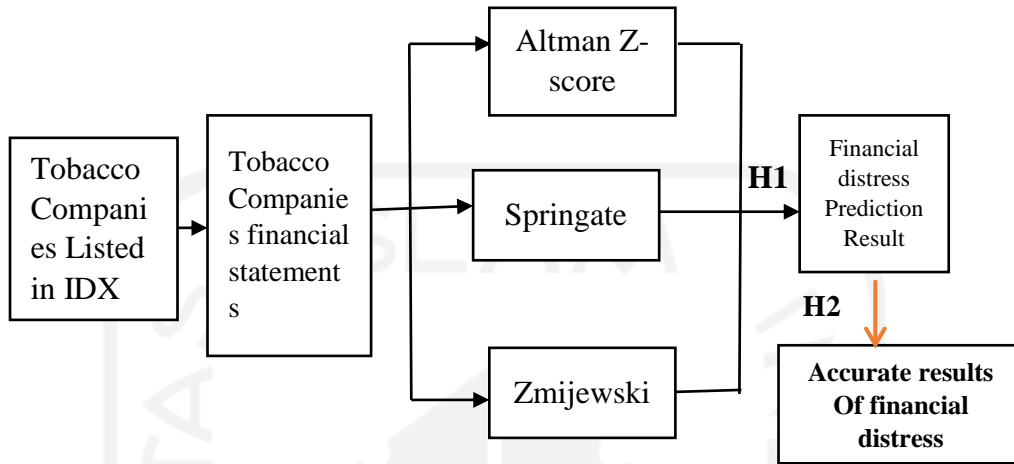 Tobacco
Compani
es Listed
in IDX
Tobacco
Companie
s financial
statement
s
Altman Z-
score
Springate
Zmijewski
H1
Financial
distress
Prediction
Result
H2
Accurate results
Of financial
distress